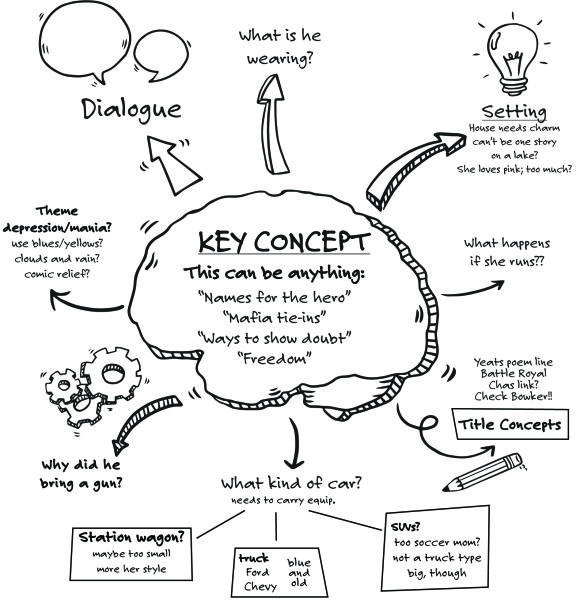 What is he
wearing?
Dialogue
Setting
House needs charm
can't be one story
on a lake?
She loves pink; too much?
Theme
depression/mania?
use blues/yellows?
clouds and rain?
comic relief?
KEY CONCEPT
This can be anything:
"Names for the hero"
"Mafia tie-ins"
"Ways to show doubt"
"Freedom"
What happens
if she runs??
Yeats poem line
Battle Royal
Chas link?
Check Bowker!!
Title Concepts
Why did he
bring a gun?
What kind of car?
needs to carry equip.
Station wagon?
maybe too small
more her style
truck
Ford
Chevy
blue
and
old
SUVs?
too soccer mom?
not a truck type
big, though